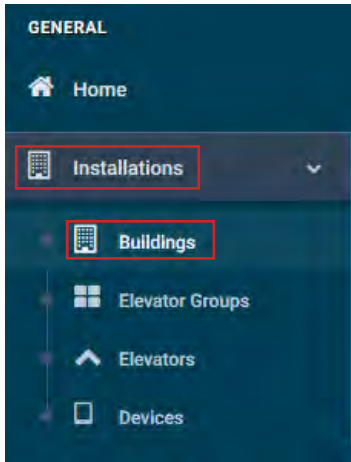 GENERAL
Home
Installations
Buildings
Elevator Groups
Elevators
Devices